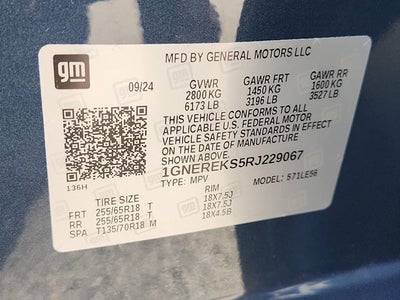 gm
MFD BY GENERAL MOTORS LLC
09/24 GVWR GAWR FRT GAWR RR
2800 KG 1450 KG 1600 KG
6173 LB 3196 LB 3527 LB
THIS VEHICLE CONFORMS TO ALL
APPLICABLE U.S. FEDERAL MOTOR
VEHICLE SAFETY STANDARDS IN EFFECT
ON THE DATE OF MANUFACTURE SHOWN ABOVE.
1GNEREKS5RJ229067
136H TYPE: MPV MODEL: 571LE56
TIRE SIZE RIM
FRT 255/65R18 T 18X7.5J
RR 255/65R18 T 18X7.5J
SPA T135/70R18 M 18X4.5B